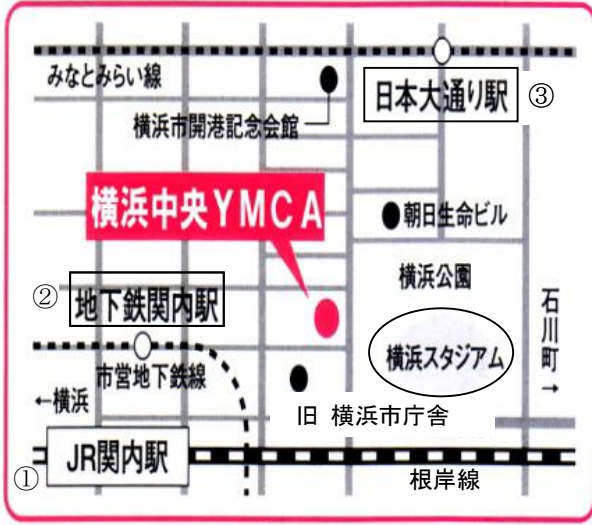 みなとみらい線
日本大通り駅
③
横浜市開港記念会館
横浜中央YMCA
朝日生命ビル
②
地下鉄関内駅
横浜公園
石川町→
横浜スタジアム
市営地下鉄線
←横浜
旧 横浜市庁舎
①
JR関内駅
根岸線